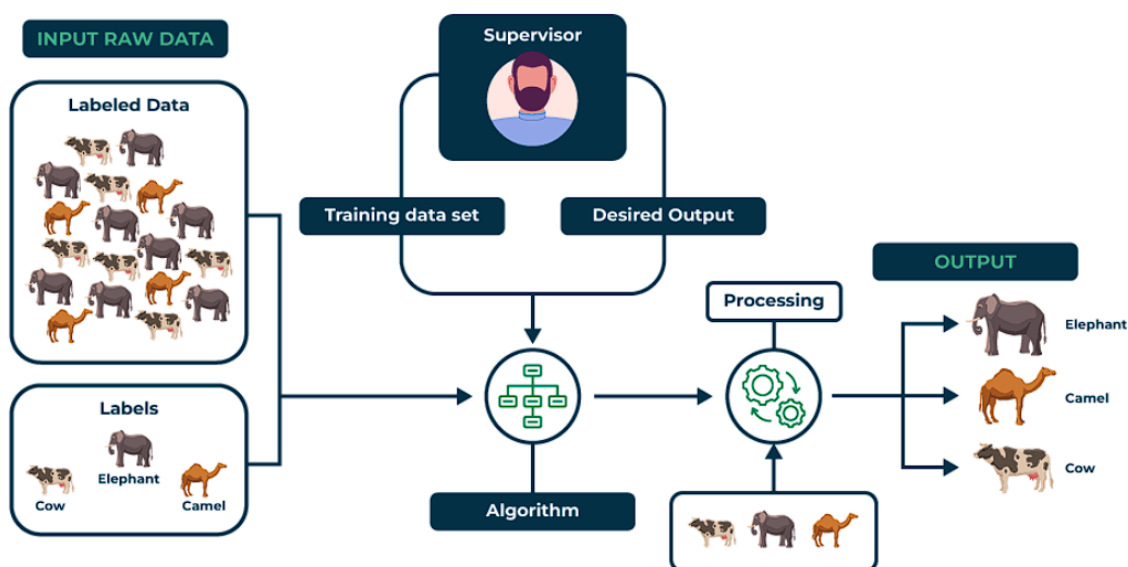 INPUT RAW DATA
Labeled Data
Labels
Cow
Elephant
Camel
Supervisor
Training data set
Desired Output
Algorithm
Processing
OUTPUT
Elephant
Camel
Cow